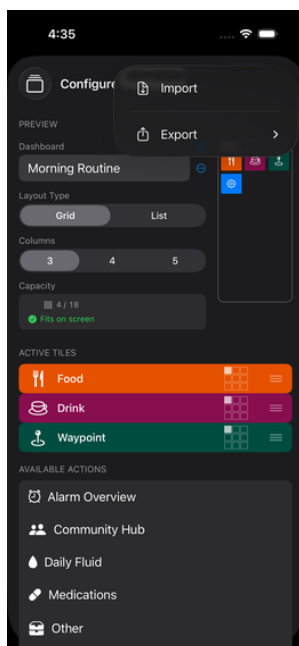 4:35
Configure
Import
Export
PREVIEW
Dashboard
Morning Routine
Layout Type
Grid
List
Columns
3
4
5
Capacity
4 / 18
Fits on screen
ACTIVE TILES
Food
Drink
Waypoint
AVAILABLE ACTIONS
Alarm Overview
Community Hub
Daily Fluid
Medications
Other